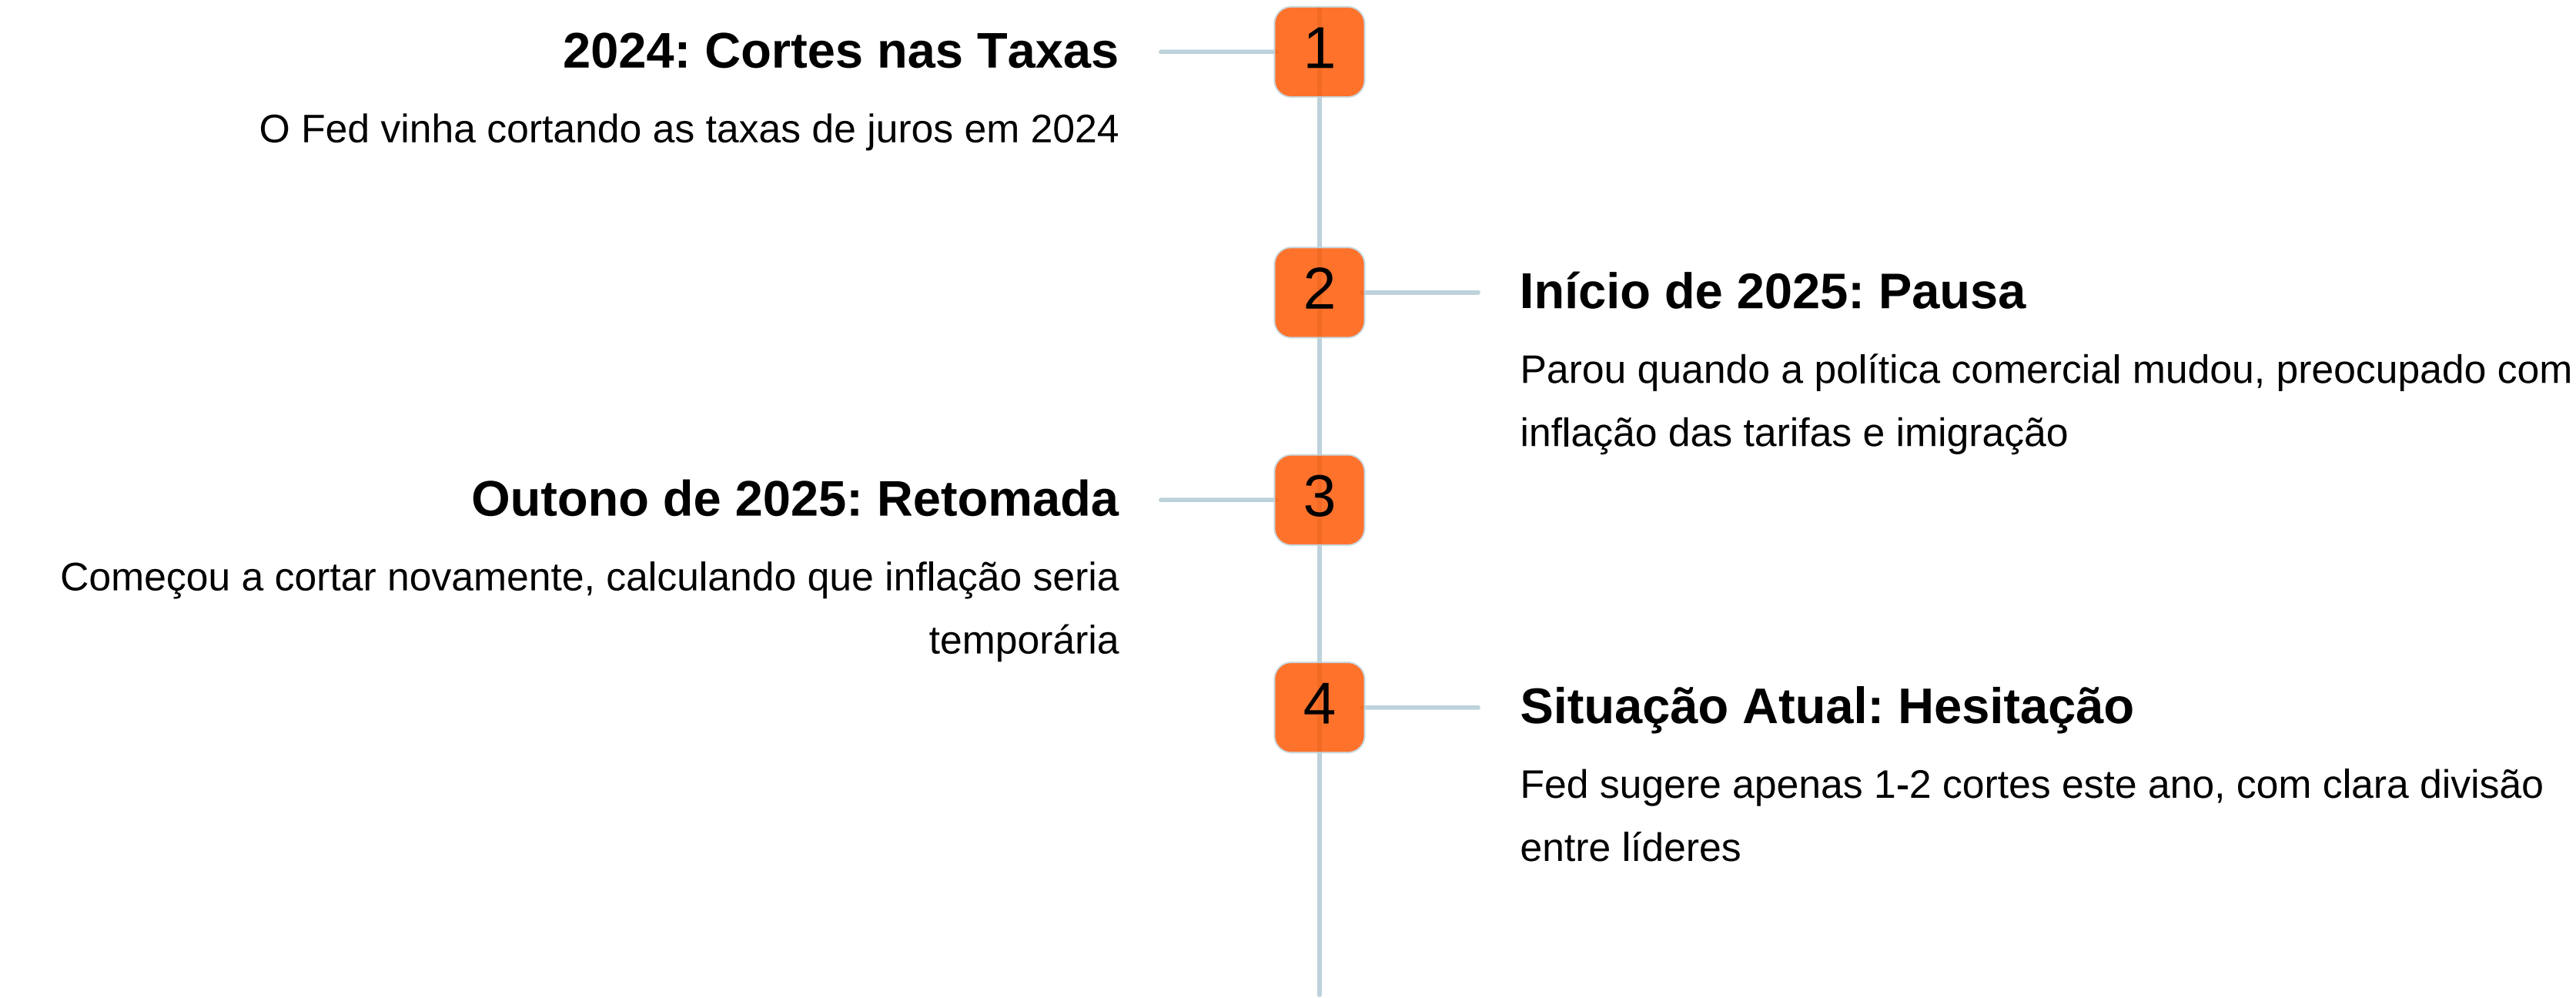 1
2024: Cortes nas Taxas
O Fed vinha cortando as taxas de juros em 2024
2
Início de 2025: Pausa
Parou quando a política comercial mudou, preocupado com
inflação das tarifas e imigração
3
Outono de 2025: Retomada
Começou a cortar novamente, calculando que inflação seria
temporária
4
Situação Atual: Hesitação
Fed sugere apenas 1-2 cortes este ano, com clara divisão
entre líderes